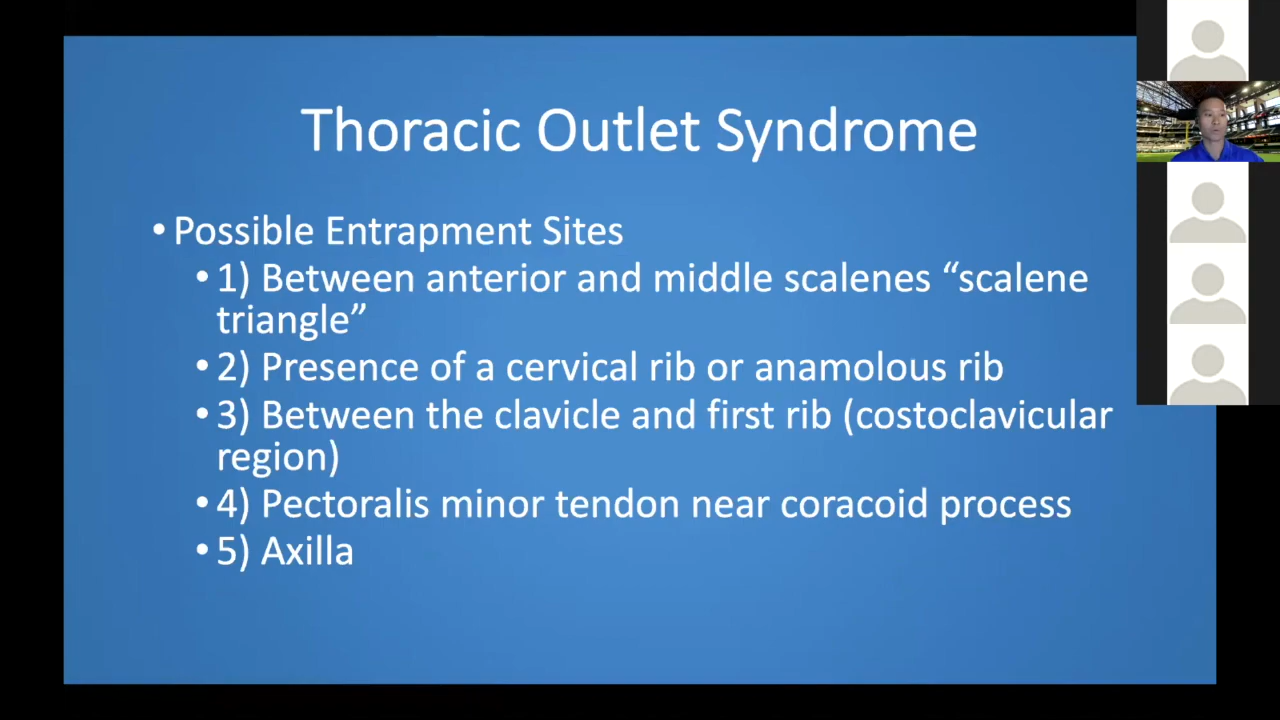 Thoracic Outlet Syndrome
• Possible Entrapment Sites
• 1) Between anterior and middle scalenes “scalene
triangle”
• 2) Presence of a cervical rib or anamolous rib
• 3) Between the clavicle and first rib (costoclavicular
region)
• 4) Pectoralis minor tendon near coracoid process
• 5) Axilla